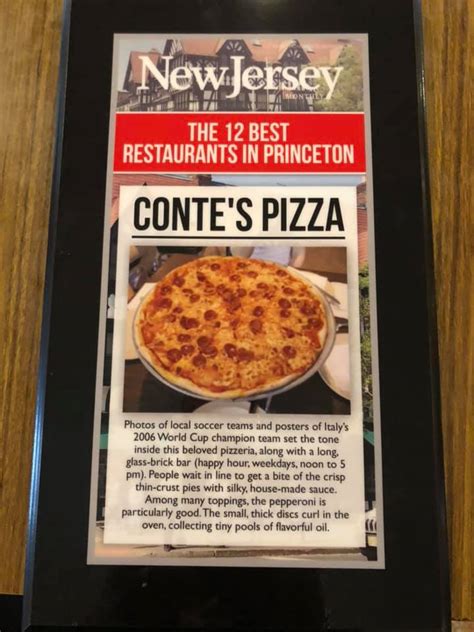 New Jersey
MONTHLY
THE 12 BEST
RESTAURANTS IN PRINCETON
CONTE'S PIZZA
Photos of local soccer teams and posters of Italy's
2006 World Cup champion team set the tone
inside this beloved pizzeria, along with a long,
glass-brick bar (happy hour, weekdays, noon to 5
pm). People wait in line to get a bite of the crisp
thin-crust pies with silky, house-made sauce.
Among many toppings, the pepperoni is
particularly good. The small, thick discs curl in the
oven, collecting tiny pools of flavorful oil.